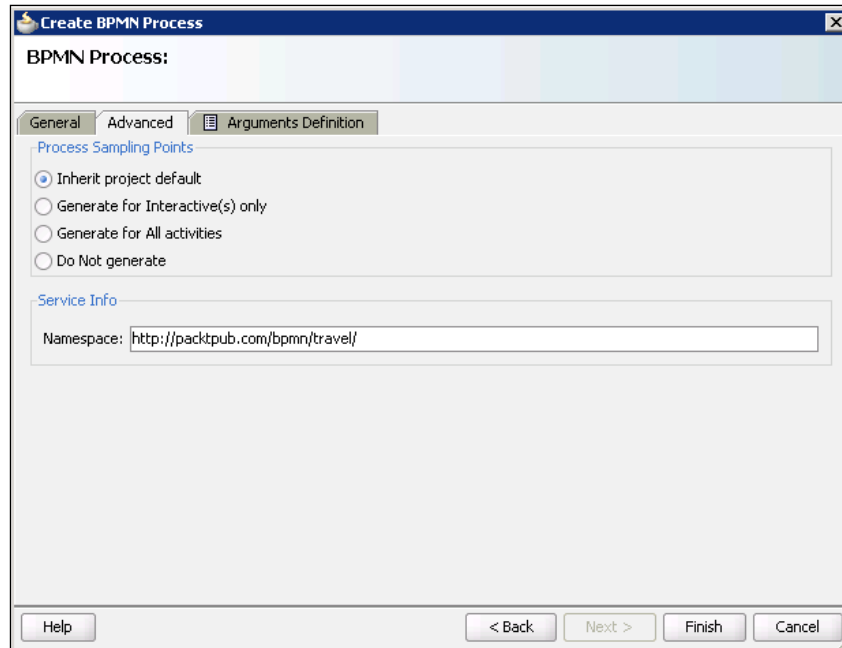 Create BPMN Process
BPMN Process:
General
Advanced
Arguments Definition
Process Sampling Points
Inherit project default
Generate for Interactive(s) only
Generate for All activities
Do Not generate
Service Info
Namespace: http://packtpub.com/bpmn/travel/
Help
< Back
Next >
Finish
Cancel